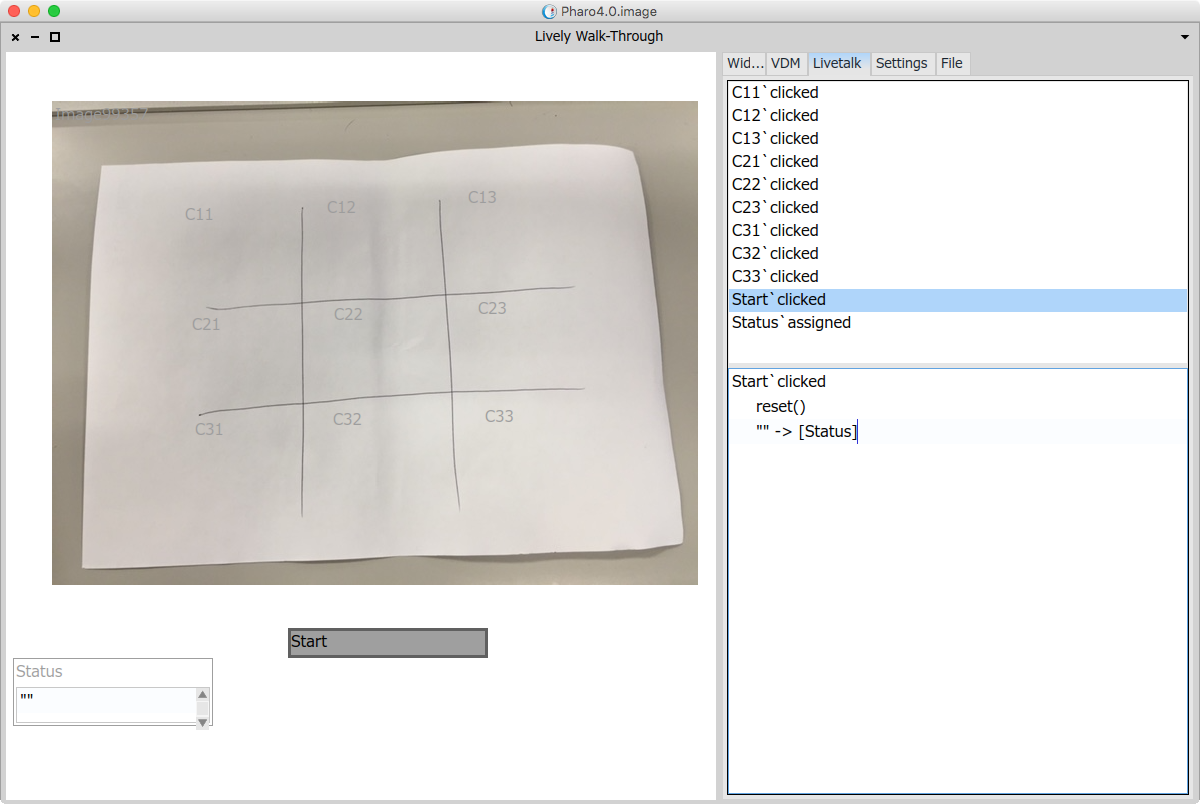 Pharo4.0.image
Lively Walk-Through
Wid... VDM Livetalk Settings File
C11`clicked
C12`clicked
C13`clicked
C21`clicked
C22`clicked
C23`clicked
C31`clicked
C32`clicked
C33`clicked
Start`clicked
Status`assigned
Start`clicked
reset()
"" -> [Status]
C11 C12 C13
C21 C22 C23
C31 C32 C33
Start
Status
""